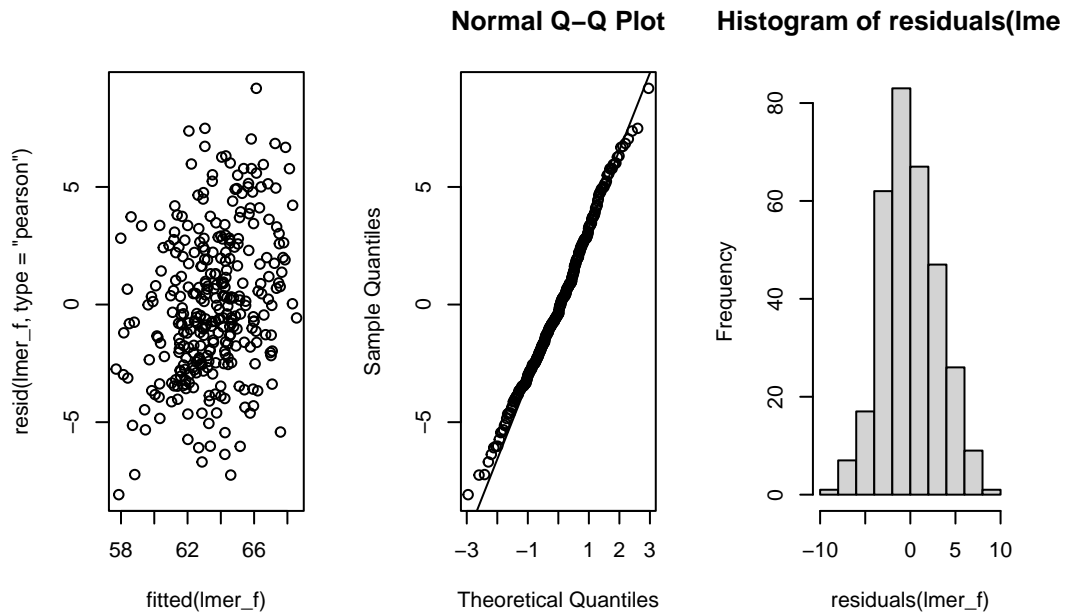 Normal Q−Q Plot
Histogram of residuals(lme
resid(lmer_f, type = "pearson")
5
0
−5
58
62
66
fitted(lmer_f)
Sample Quantiles
5
0
−5
−3
−1
1
2
3
Theoretical Quantiles
Frequency
80
60
40
20
0
−10
0
5
10
residuals(lmer_f)